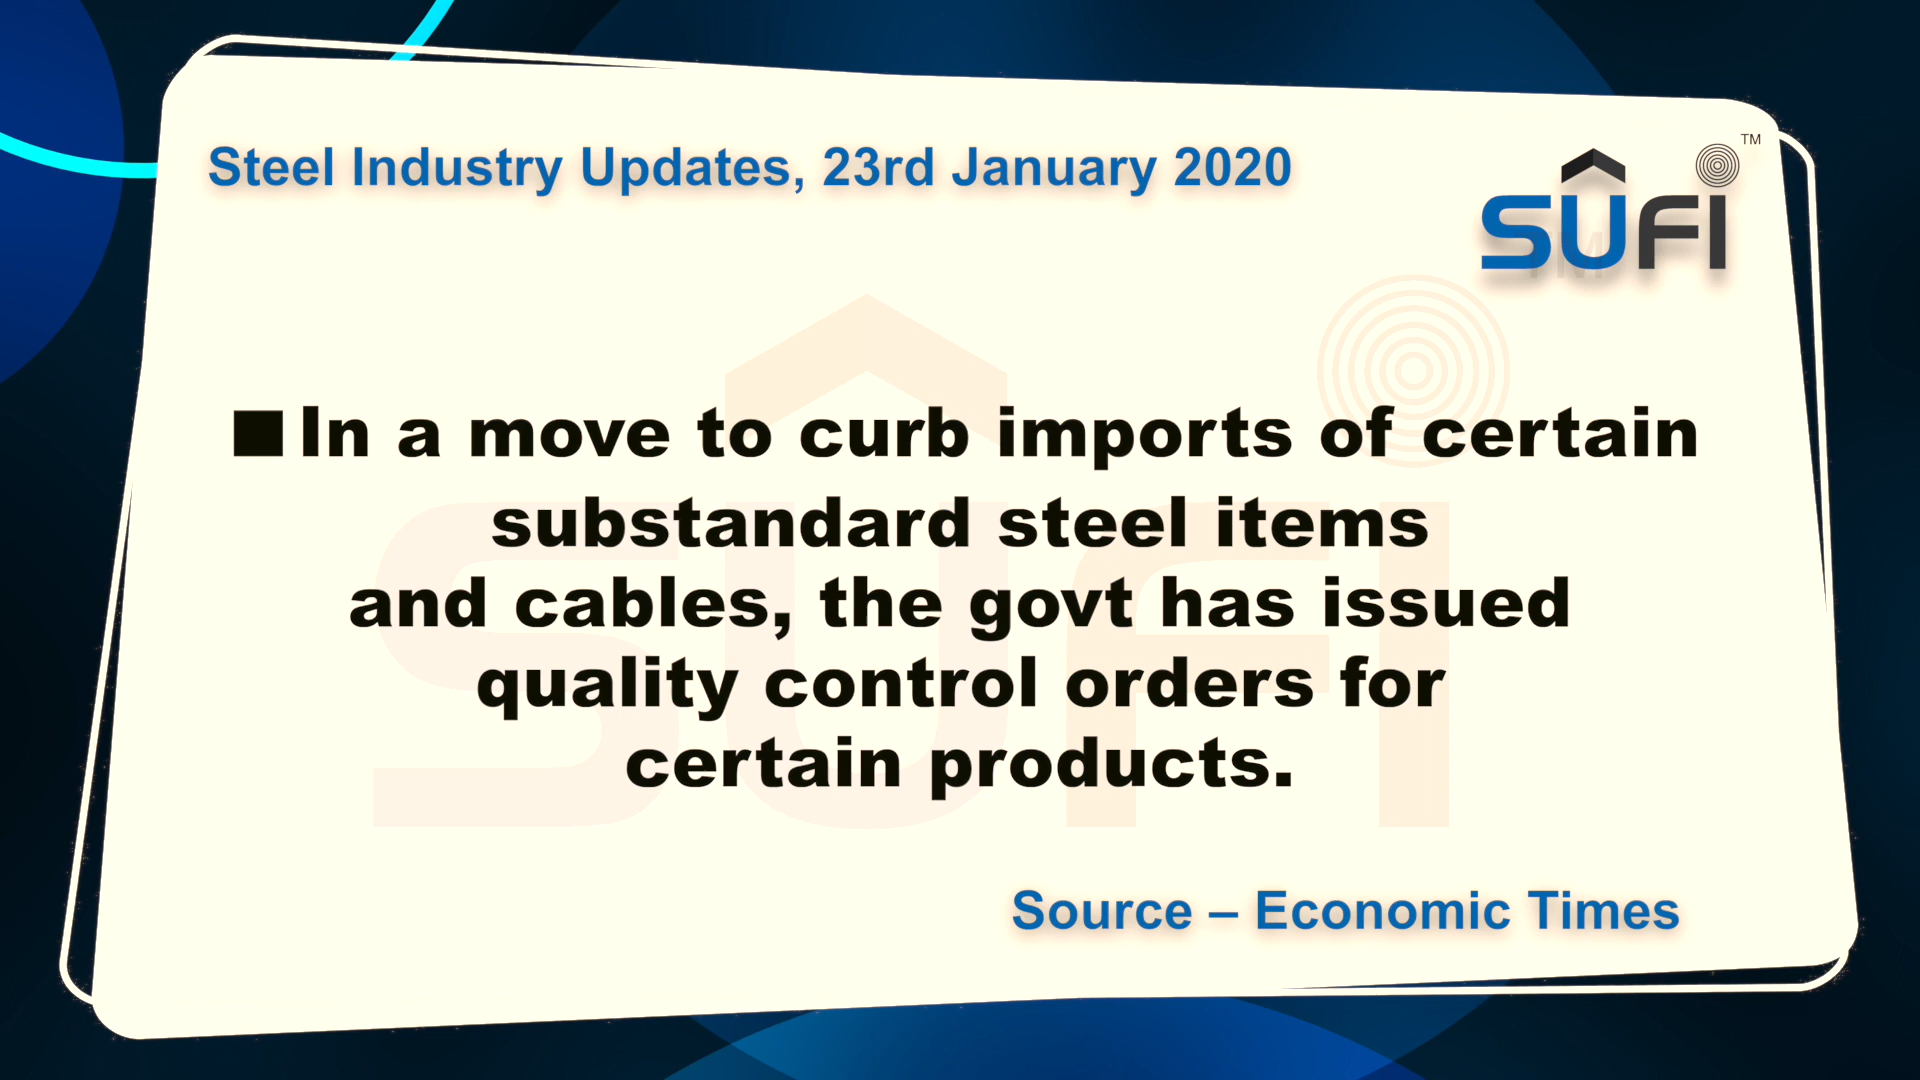 Steel Industry Updates, 23rd January 2020
TM
SUFI
■ In a move to curb imports of certain
substandard steel items
and cables, the govt has issued
quality control orders for
certain products.
Source – Economic Times